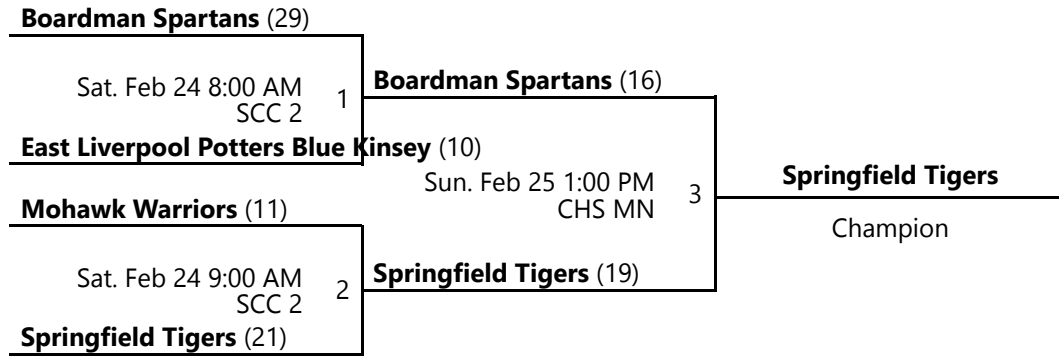 Boardman Spartans (29)
Sat. Feb 24 8:00 AM
SCC 2
1
Boardman Spartans (16)
East Liverpool Potters Blue Kinsey (10)
Sun. Feb 25 1:00 PM
CHS MN
3
Springfield Tigers
Champion
Mohawk Warriors (11)
Sat. Feb 24 9:00 AM
SCC 2
2
Springfield Tigers (19)
Springfield Tigers (21)